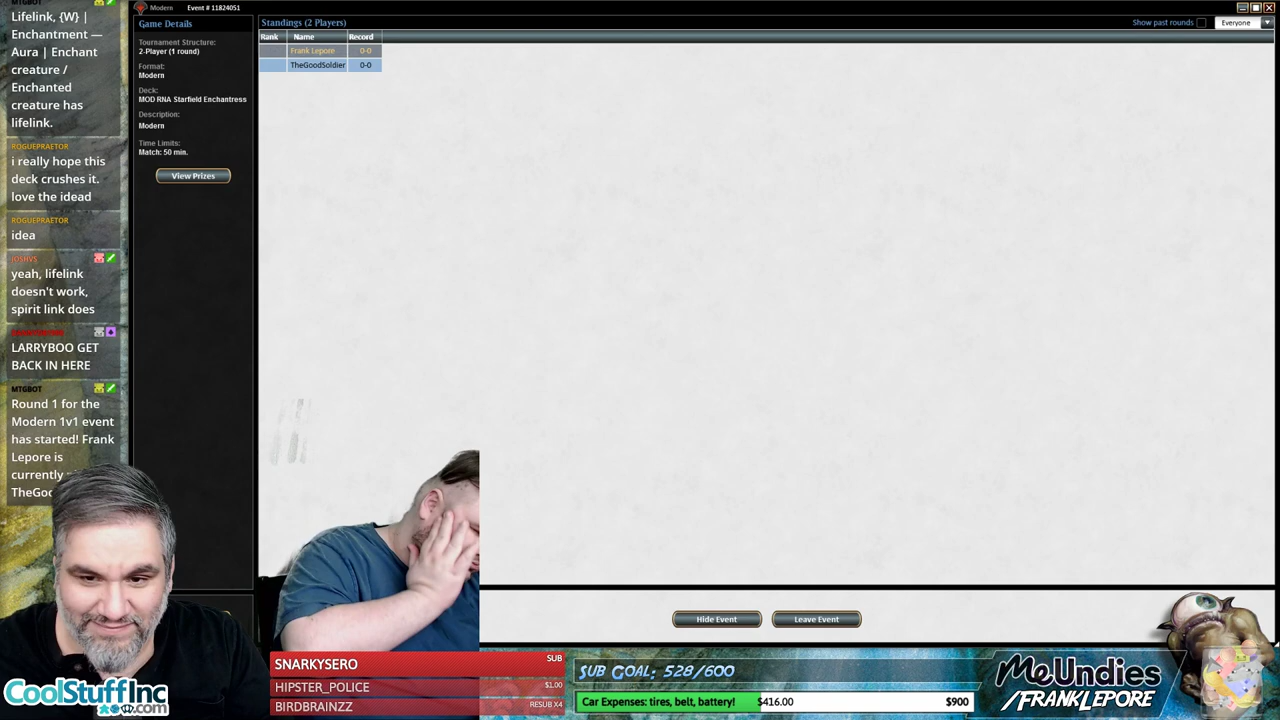 MTGBOT
Lifelink, {W} |
Enchantment —
Aura | Enchant
creature /
Enchanted
creature has
lifelink.
ROGUEPRAETOR
i really hope this
deck crushes it.
love the idead
ROGUEPRAETOR
idea
JOSHVS
yeah, lifelink
doesn't work,
spirit link does
LARRYBOO GET
BACK IN HERE
MTGBOT
Round 1 for the
Modern 1v1 event
has started! Frank
Lepore is
currently
TheGoo
Modern Event # 11824051
Game Details
Tournament Structure:
2-Player (1 round)
Format:
Modern
Deck:
MOD RNA Starfield Enchantress
Description:
Modern
Time Limits:
Match: 50 min.
View Prizes
Standings (2 Players)
Show past rounds
Everyone
Rank Name Record
Frank Lepore 0-0
TheGoodSoldier 0-0
Hide Event Leave Event
SNARKYSERO SUB
HIPSTER_POLICE $1.00
BIRDBRAINZZ RESUB X4
SUB GOAL: 528/600
Car Expenses: tires, belt, battery! $416.00 $900
MeUndies
/FRANKLEPORE
CoolStuffInc
.com